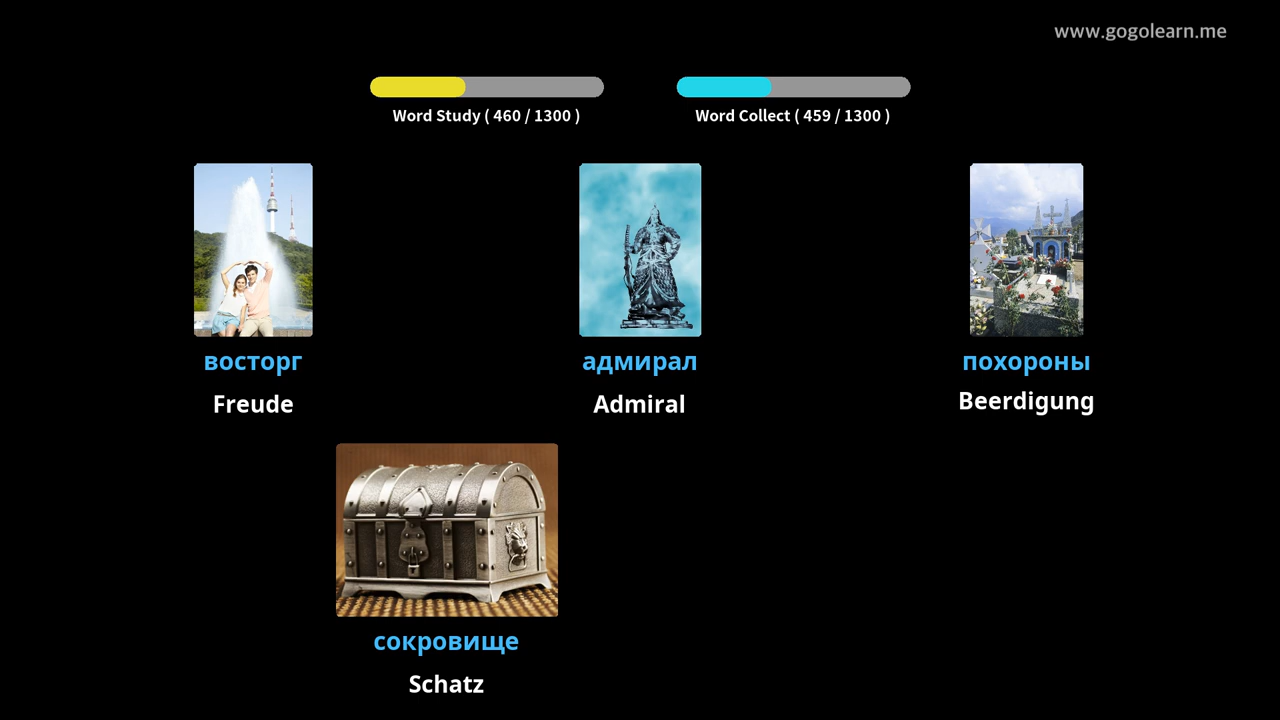 www.gogolearn.me
Word Study ( 460 / 1300 )
Word Collect ( 459 / 1300 )
восторг
адмирал
похороны
Freude
Admiral
Beerdigung
сокровище
Schatz